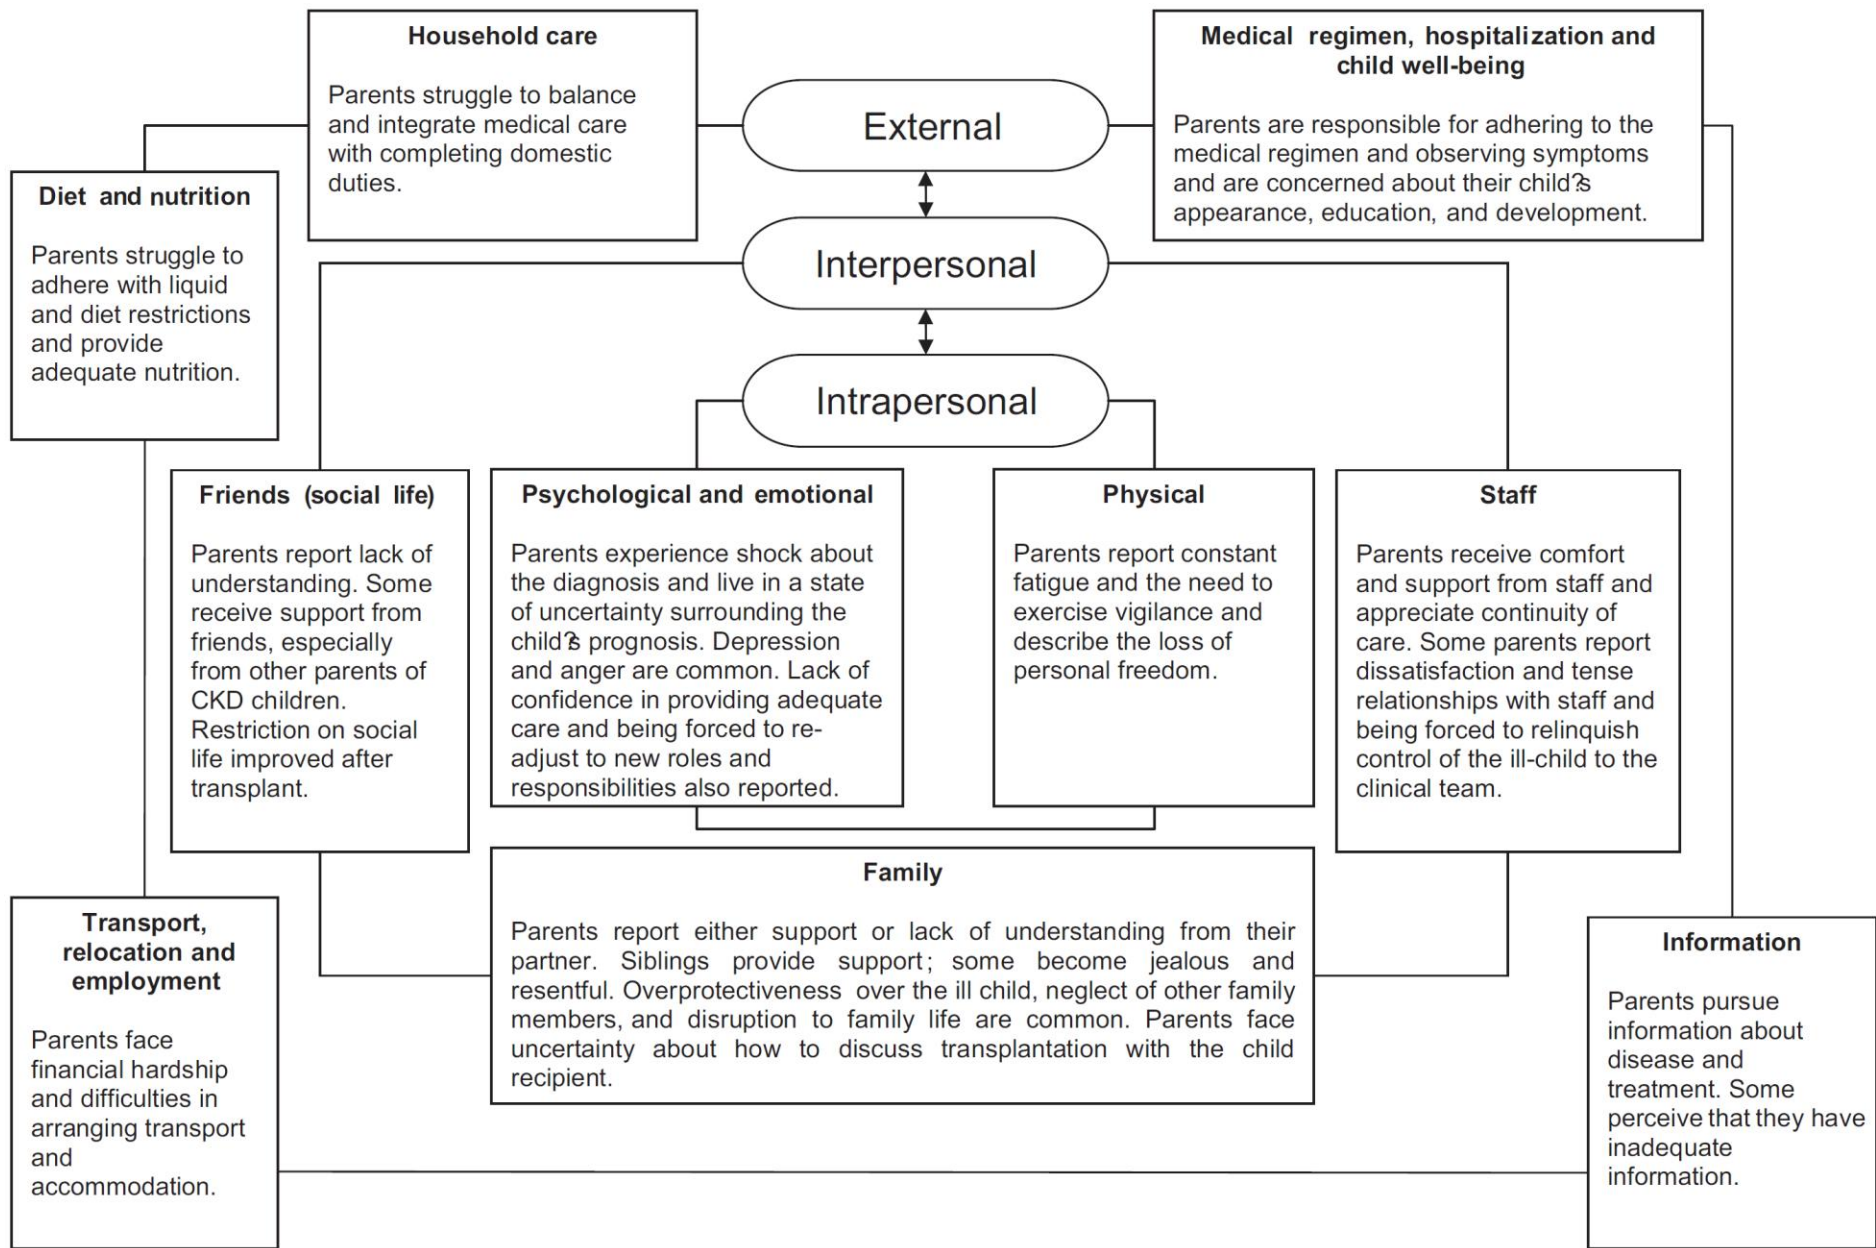 Household care
Parents struggle to balance
and integrate medical care
with completing domestic
duties.
External
Medical regimen, hospitalization and
child well-being
Parents are responsible for adhering to the
medical regimen and observing symptoms
and are concerned about their child?s
appearance, education, and development.
Diet and nutrition
Parents struggle to
adhere with liquid
and diet restrictions
and provide
adequate nutrition.
Interpersonal
Intrapersonal
Friends (social life)
Parents report lack of
understanding. Some
receive support from
friends, especially
from other parents of
CKD children.
Restriction on social
life improved after
transplant.
Psychological and emotional
Parents experience shock about
the diagnosis and live in a state
of uncertainty surrounding the
child?s prognosis. Depression
and anger are common. Lack of
confidence in providing adequate
care and being forced to re-
adjust to new roles and
responsibilities also reported.
Physical
Parents report constant
fatigue and the need to
exercise vigilance and
describe the loss of
personal freedom.
Staff
Parents receive comfort
and support from staff and
appreciate continuity of
care. Some parents report
dissatisfaction and tense
relationships with staff and
being forced to relinquish
control of the ill-child to the
clinical team.
Family
Parents report either support or lack of understanding from their
partner. Siblings provide support; some become jealous and
resentful. Overprotectiveness over the ill child, neglect of other family
members, and disruption to family life are common. Parents face
uncertainty about how to discuss transplantation with the child
recipient.
Transport,
relocation and
employment
Parents face
financial hardship
and difficulties in
arranging transport
and
accommodation.
Information
Parents pursue
information about
disease and
treatment. Some
perceive that they have
inadequate
information.